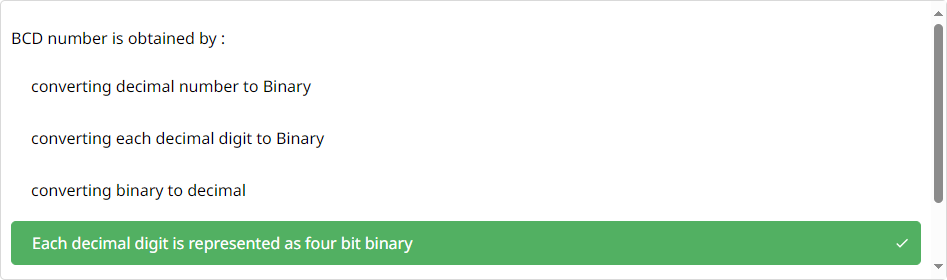 BCD number is obtained by :
converting decimal number to Binary
converting each decimal digit to Binary
converting binary to decimal
Each decimal digit is represented as four bit binary